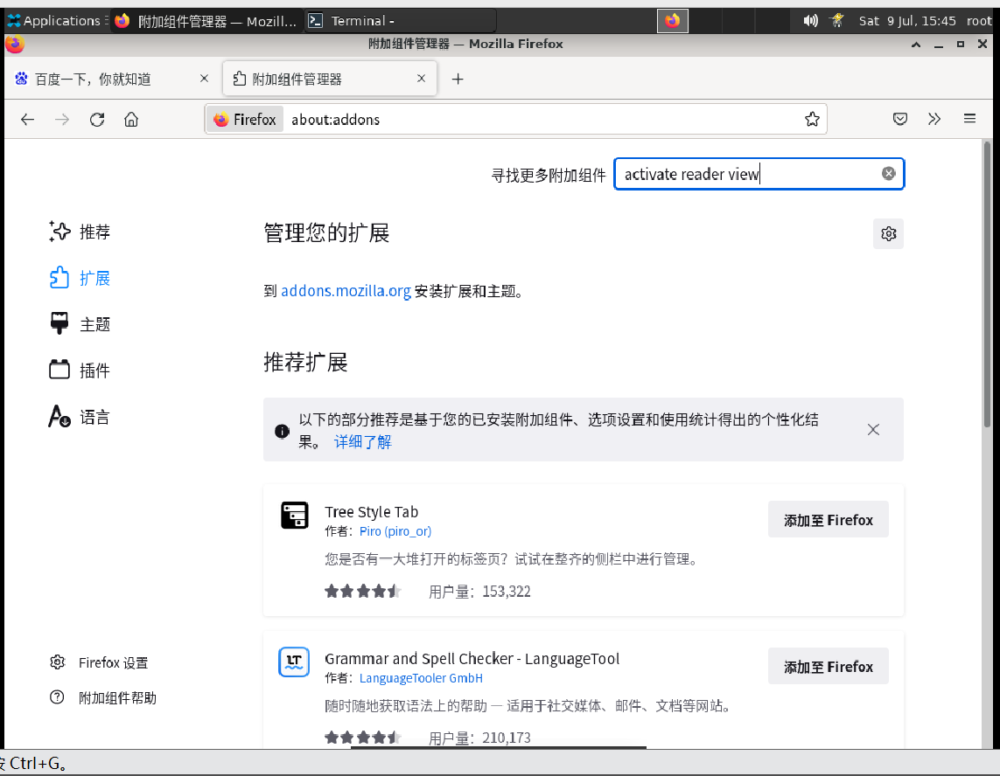 Applications
附加组件管理器 — Mozill...
Terminal -
Sat 9 Jul, 15:45 root
附加组件管理器 — Mozilla Firefox
百度一下，你就知道
附加组件管理器
Firefox about:addons
寻找更多附加组件 activate reader view
推荐
扩展
主题
插件
语言
Firefox 设置
附加组件帮助
管理您的扩展
到 addons.mozilla.org 安装扩展和主题。
推荐扩展
以下的部分推荐是基于您的已安装附加组件、选项设置和使用统计得出的个性化结
果。 详细了解
Tree Style Tab
作者： Piro (piro_or)
添加至 Firefox
您是否有一大堆打开的标签页？试试在整齐的侧栏中进行管理。
用户量：153,322
LT
Grammar and Spell Checker - LanguageTool
作者： LanguageTooler GmbH
添加至 Firefox
随时随地获取语法上的帮助 — 适用于社交媒体、邮件、文档等网站。
用户量：210,173
Ctrl+G。